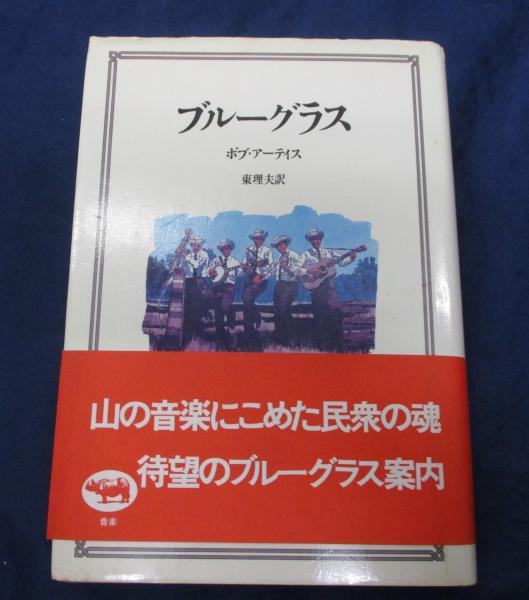 ブルーグラス
ボブ・アーティス
東理夫訳
山の音楽にこめた民衆の魂
待望のブルーグラス案内
音楽